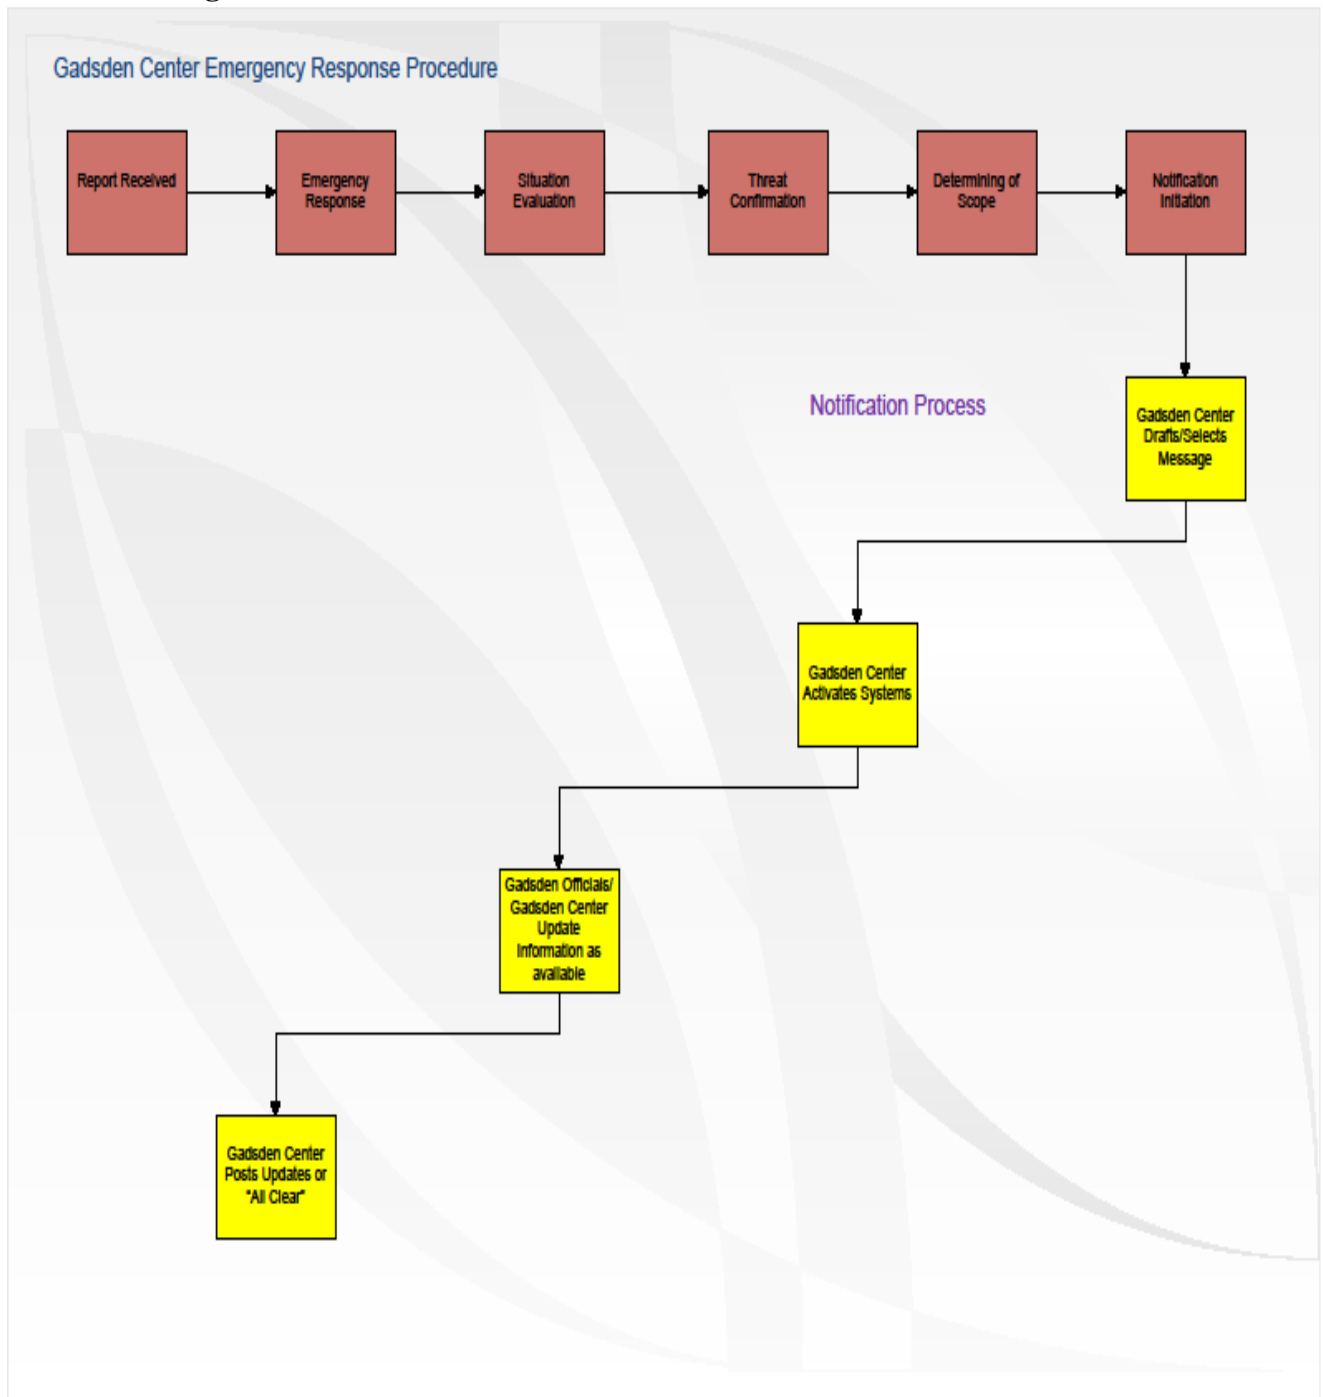 Gadsden Center Emergency Response Procedure
Report Received
Emergency
Response
Situation
Evaluation
Threat
Confirmation
Determining of
Scope
Notification
Initiation
Notification Process
Gadsden Center
Drafts/Selects
Message
Gadsden Center
Activates Systems
Gadsden Officials/
Gadsden Center
Update
Information as
available
Gadsden Center
Posts Updates or
"All Clear"